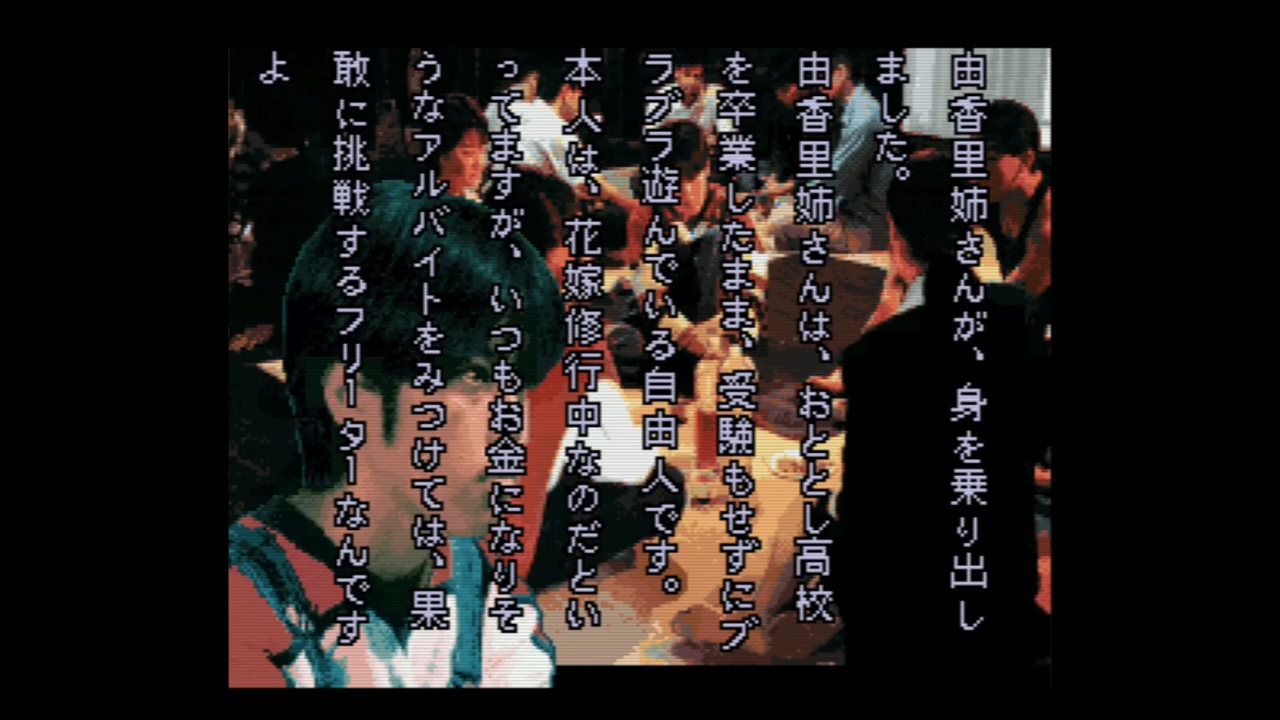 由香里姉さんが、身を乗り出し
ました。
由香里姉さんは、おととし高校
を卒業したまま、受験もせずにブ
ラブラ遊んでいる自由人です。
本人は、花嫁修行中なのだとい
ってますが、いつもお金になりそ
うなアルバイトをみつけては、果
敢に挑戦するフリーターなんです
よ